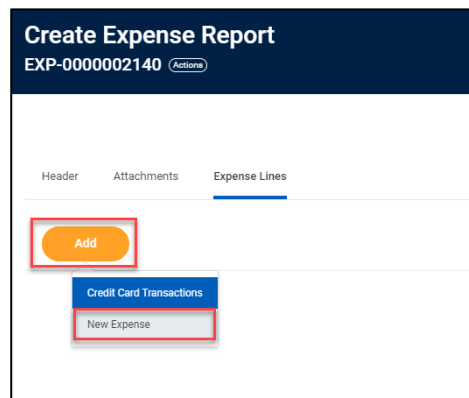 Create Expense Report
EXP-0000002140 Actions
Header Attachments Expense Lines
Add
Credit Card Transactions
New Expense